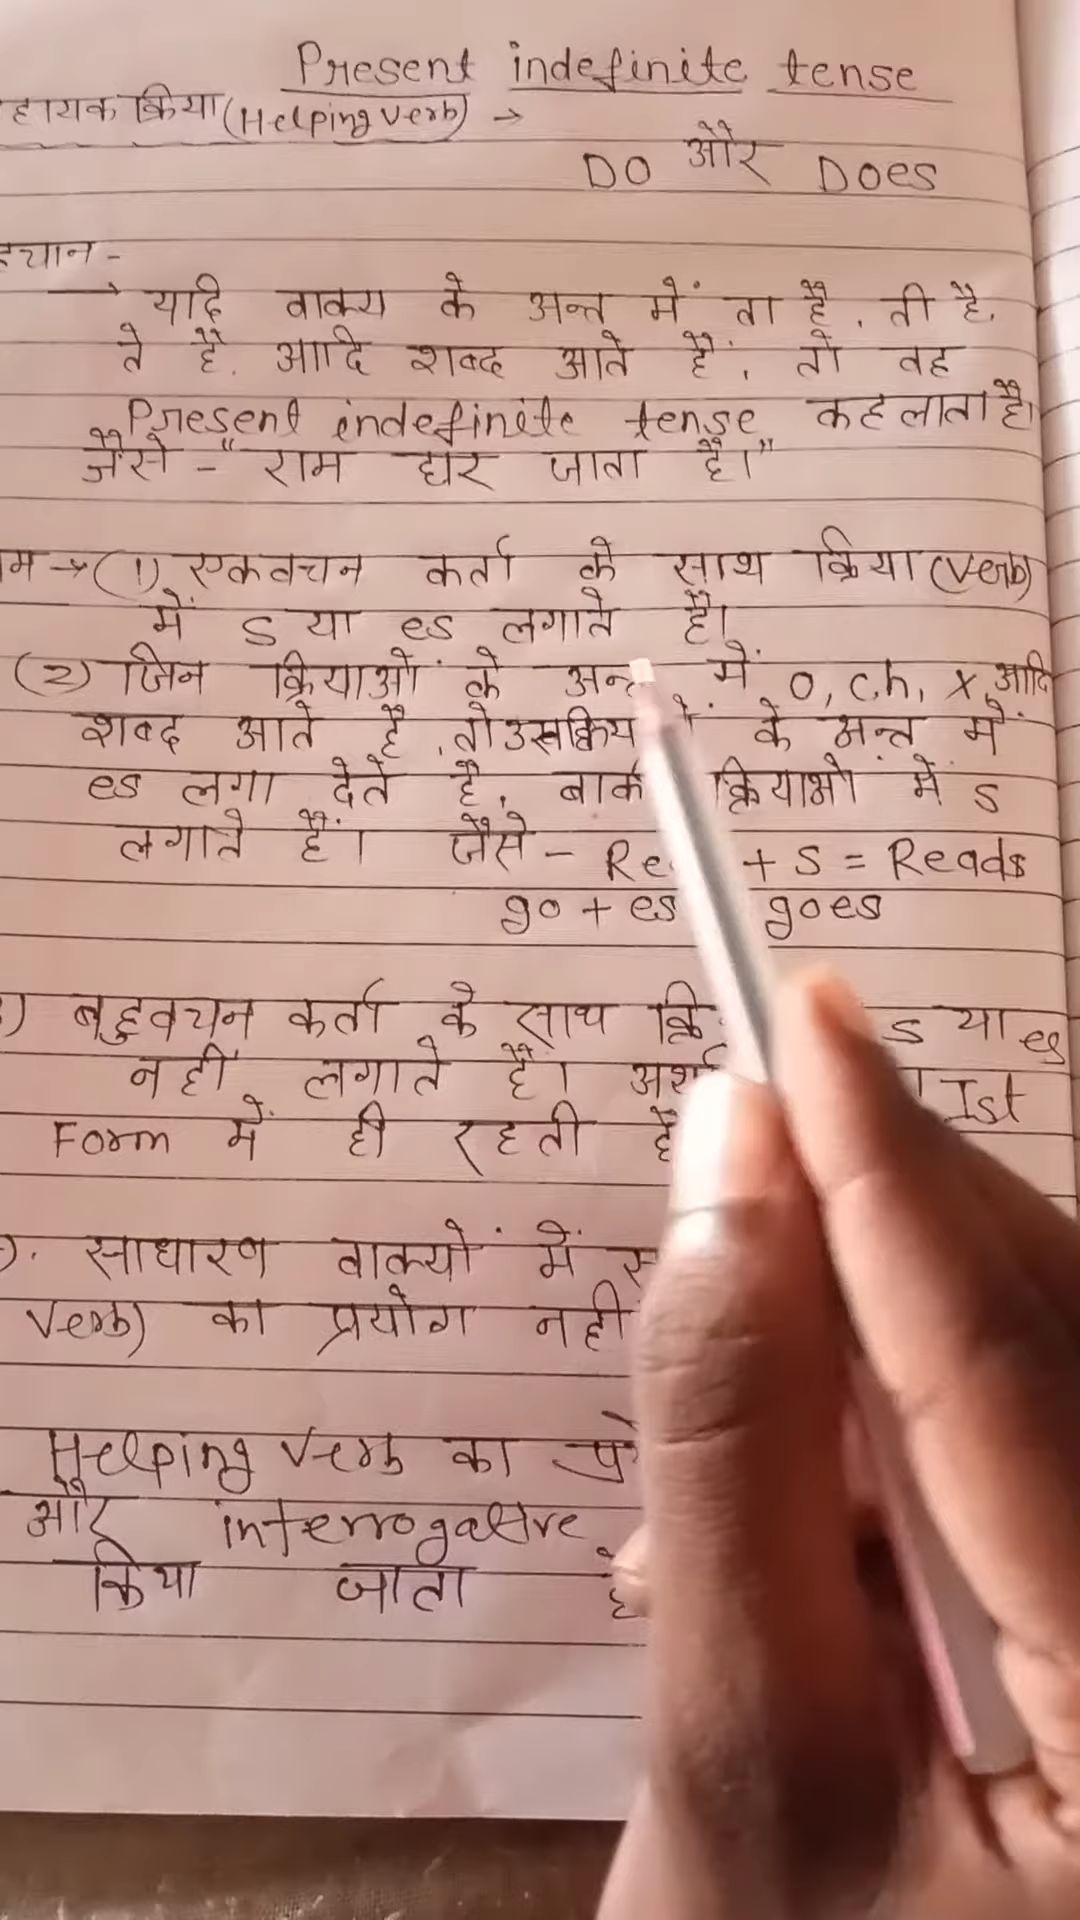 Present indefinite tense
हायक क्रिया (Helping verb) →
DO और Does
हचान -
→ यादि वाक्य के अन्त में ता है, ती है,
ते है, आदि शब्द आते हैं, तो वह
Present indefinite tense कहलाता है।
जैसे - "राम घर जाता है।"
म → (1) एकवचन कर्ता के साथ क्रिया (Verb)
में s या es लगाते है।
(2) जिन क्रियाओं के अन्त में o, ch, x, आदि
शब्द आते है, तो उस के अन्त में
es लगा देते है, क्रियाओ में s
लगाते हैं। जैसे - + s = Reads
go + es goes
) बहुवचन कर्ता के साथ s या es
नहीं लगाते हैं। Ist
Form में ही रहती
). साधारण वाक्यों में
Verb) का प्रयोग नही
Helping Verb का
और interrogative
किया जाता